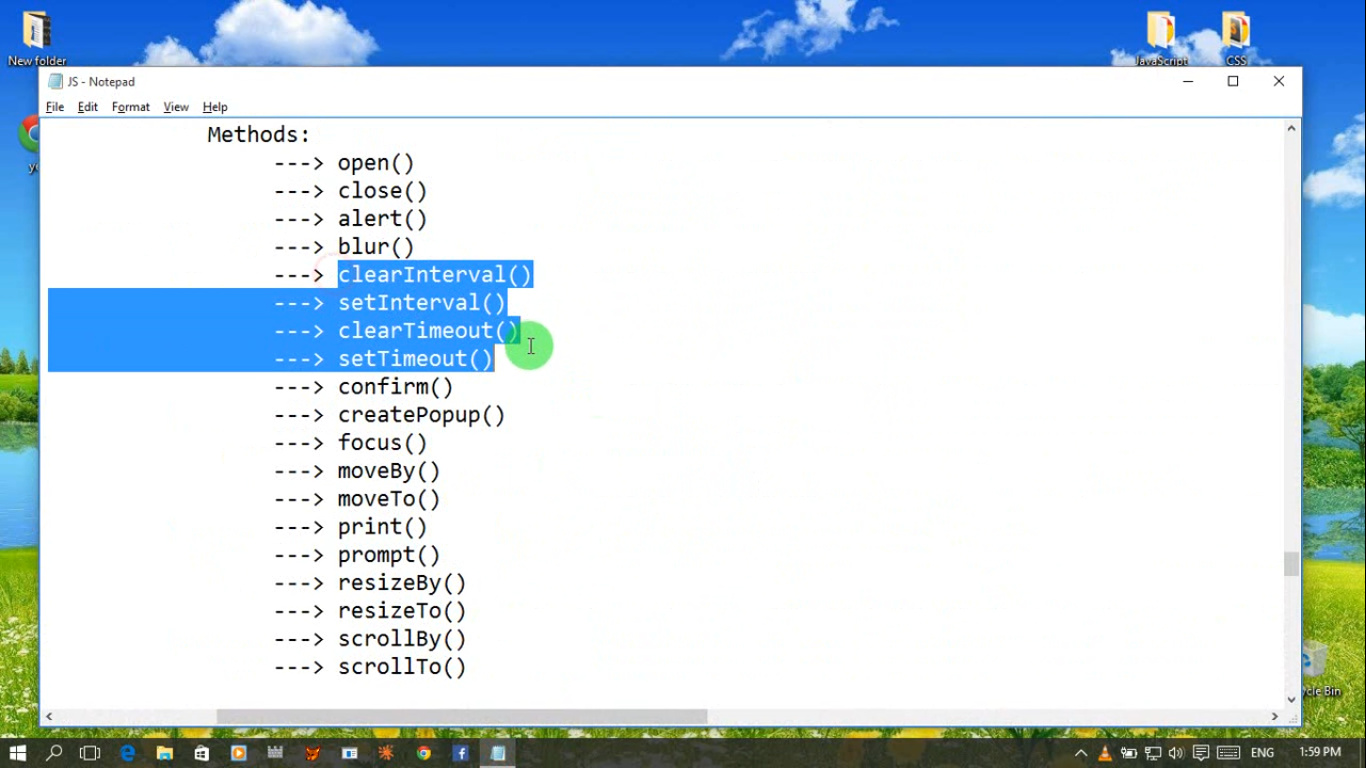 New folder
JavaScript
CSS
JS - Notepad
File Edit Format View Help
Methods:
---> open()
---> close()
---> alert()
---> blur()
---> clearInterval()
---> setInterval()
---> clearTimeout()
---> setTimeout()
---> confirm()
---> createPopup()
---> focus()
---> moveBy()
---> moveTo()
---> print()
---> prompt()
---> resizeBy()
---> resizeTo()
---> scrollBy()
---> scrollTo()
Bin
ENG
1:59 PM